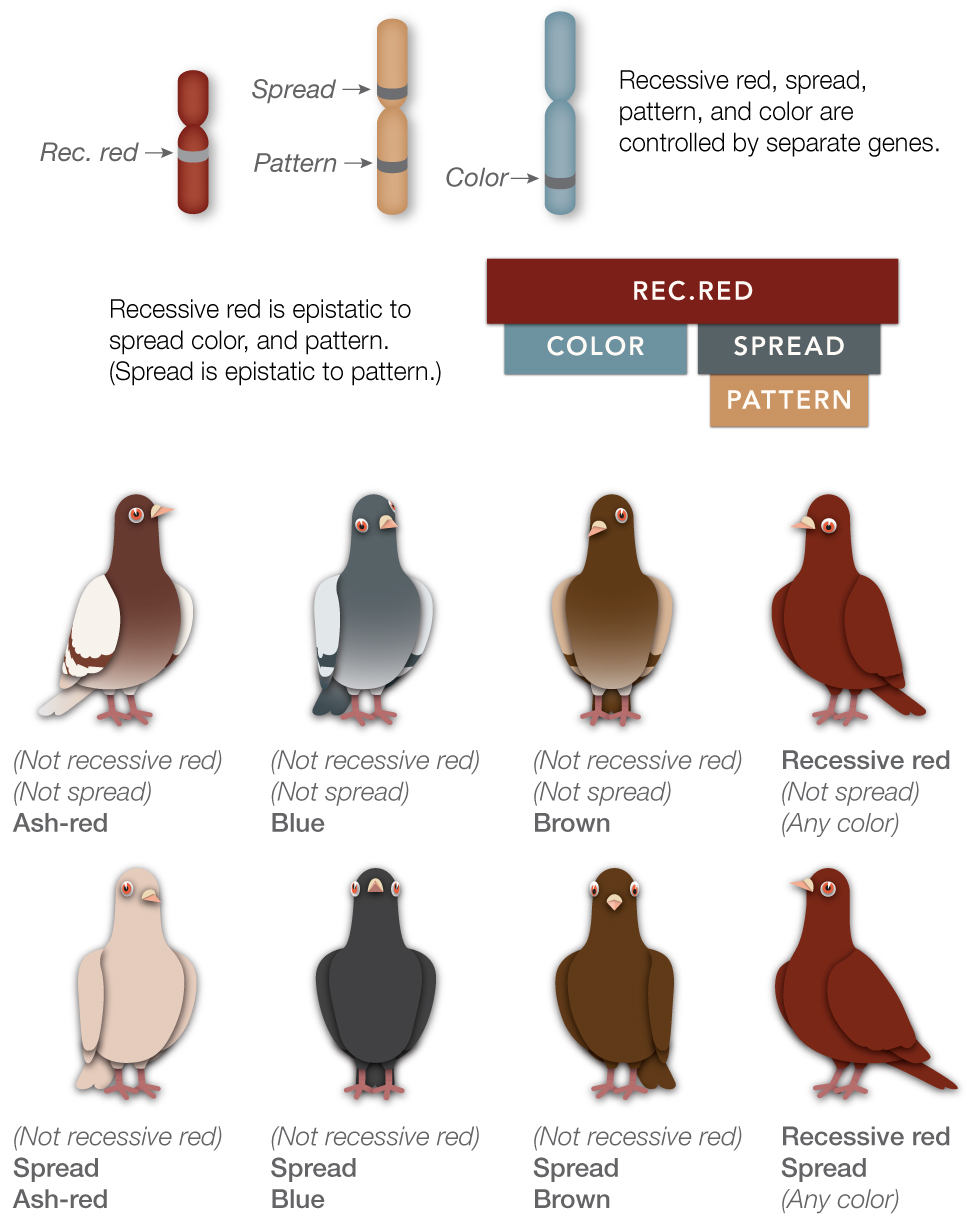 Spread
Recessive red, spread,
pattern, and color are
controlled by separate genes.
Rec. red
Pattern
Color
REC.RED
Recessive red is epistatic to
spread color, and pattern.
(Spread is epistatic to pattern.)
COLOR
SPREAD
PATTERN
(Not recessive red)
(Not spread)
Ash-red
(Not recessive red)
(Not spread)
Blue
(Not recessive red)
(Not spread)
Brown
Recessive red
(Not spread)
(Any color)
(Not recessive red)
Spread
Ash-red
(Not recessive red)
Spread
Blue
(Not recessive red)
Spread
Brown
Recessive red
Spread
(Any color)